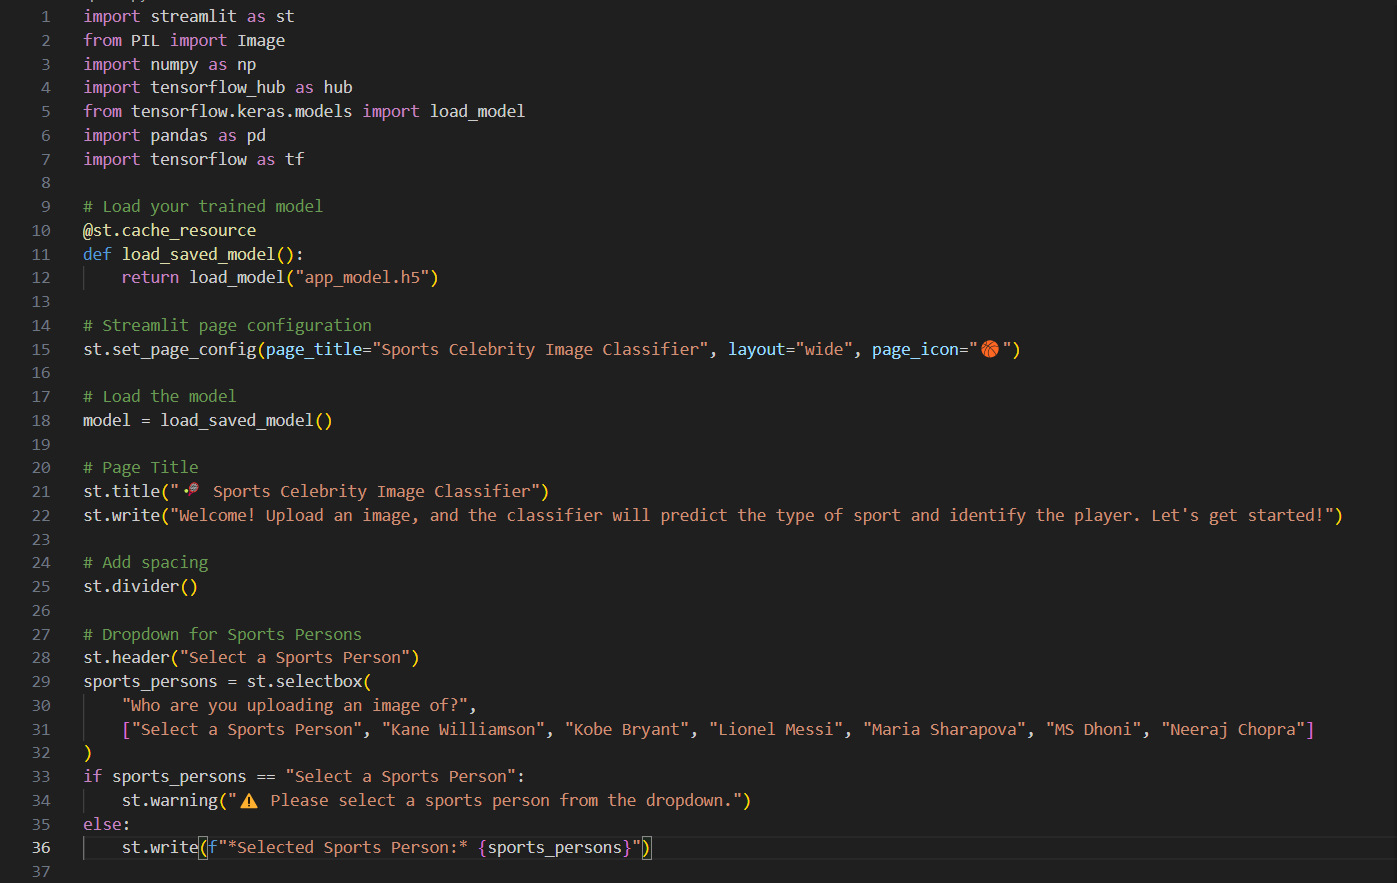 1 import streamlit as st
2 from PIL import Image
3 import numpy as np
4 import tensorflow_hub as hub
5 from tensorflow.keras.models import load_model
6 import pandas as pd
7 import tensorflow as tf
8
9 # Load your trained model
10 @st.cache_resource
11 def load_saved_model():
12     return load_model("app_model.h5")
13
14 # Streamlit page configuration
15 st.set_page_config(page_title="Sports Celebrity Image Classifier", layout="wide", page_icon="🏀")
16
17 # Load the model
18 model = load_saved_model()
19
20 # Page Title
21 st.title("🎾 Sports Celebrity Image Classifier")
22 st.write("Welcome! Upload an image, and the classifier will predict the type of sport and identify the player. Let's get started!")
23
24 # Add spacing
25 st.divider()
26
27 # Dropdown for Sports Persons
28 st.header("Select a Sports Person")
29 sports_persons = st.selectbox(
30     "Who are you uploading an image of?",
31     ["Select a Sports Person", "Kane Williamson", "Kobe Bryant", "Lionel Messi", "Maria Sharapova", "MS Dhoni", "Neeraj Chopra"]
32 )
33 if sports_persons == "Select a Sports Person":
34     st.warning("⚠️ Please select a sports person from the dropdown.")
35 else:
36     st.write(f"*Selected Sports Person:* {sports_persons}")
37